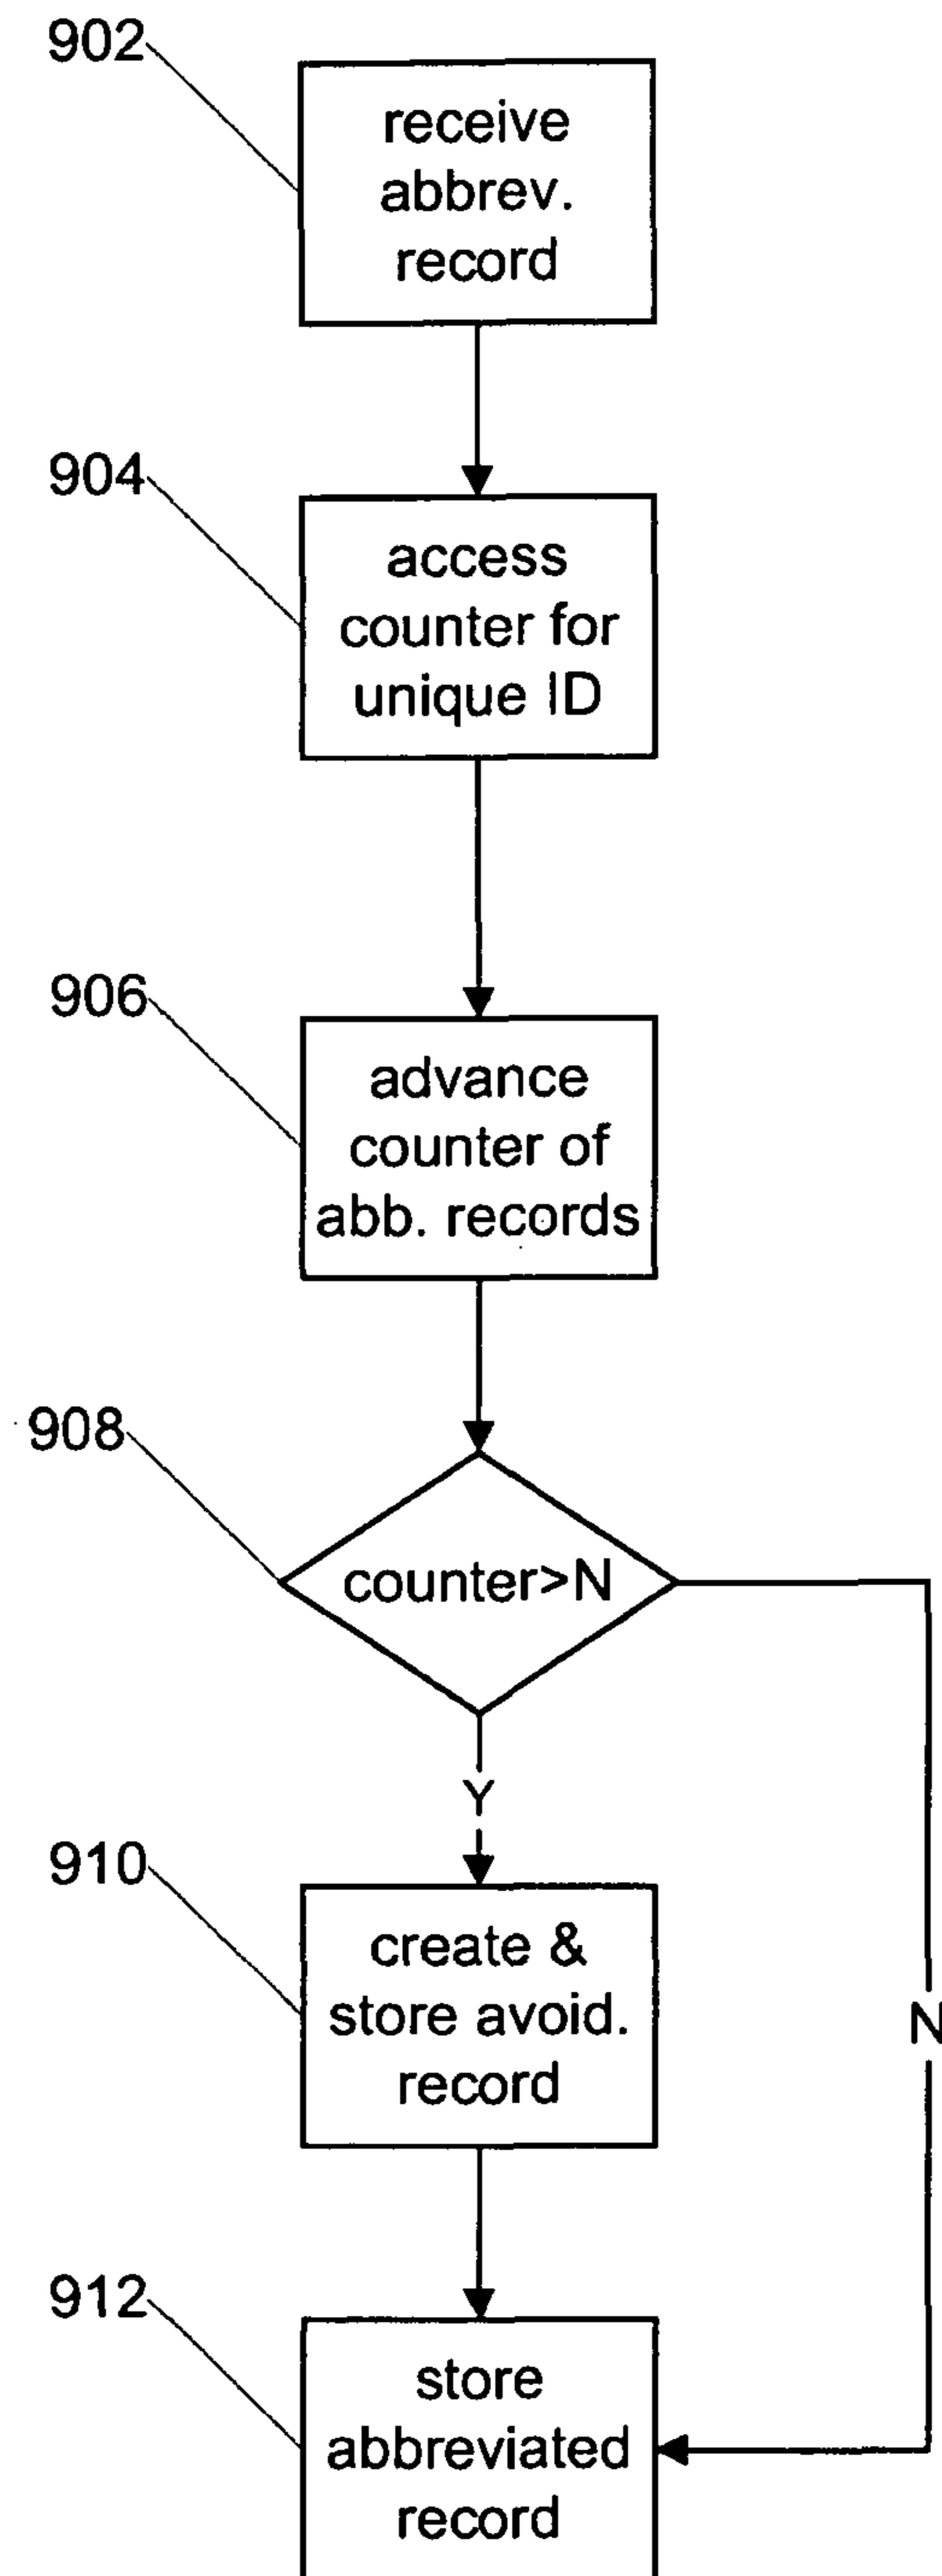 902
receive
abbrev.
record
904
access
counter for
unique ID
906
advance
counter of
abb. records
908
counter>N
Y
910
create &
store avoid.
record
N
912
store
abbreviated
record